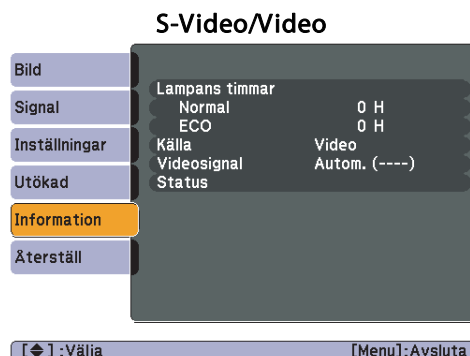 S-Video/Video
Bild
Signal
Inställningar
Utökad
Information
Återställ
Lampans timmar
Normal 0 H
ECO 0 H
Källa Video
Videosignal Autom. (----)
Status
[◆] :Välja [Menu]:Avsluta